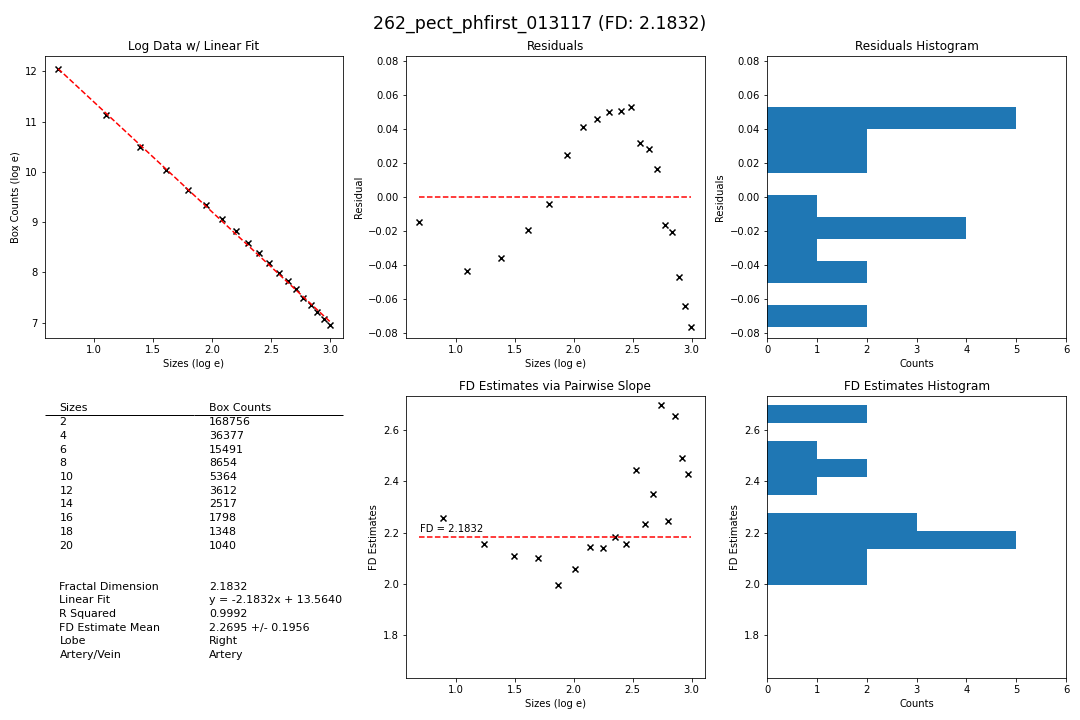 262_pect_phfirst_013117 (FD: 2.1832)
Log Data w/ Linear Fit
12
11
10
9
8
7
Box Counts (log e)
1.0 1.5 2.0 2.5 3.0
Sizes (log e)
Residuals
0.08
0.06
0.04
0.02
0.00
−0.02
−0.04
−0.06
−0.08
Residual
1.0 1.5 2.0 2.5 3.0
Sizes (log e)
Residuals Histogram
0.08
0.06
0.04
0.02
0.00
−0.02
−0.04
−0.06
−0.08
Residuals
0 1 2 3 4 5 6
Counts
Sizes Box Counts
2 168756
4 36377
6 15491
8 8654
10 5364
12 3612
14 2517
16 1798
18 1348
20 1040
Fractal Dimension 2.1832
Linear Fit y = -2.1832x + 13.5640
R Squared 0.9992
FD Estimate Mean 2.2695 +/- 0.1956
Lobe Right
Artery/Vein Artery
FD Estimates via Pairwise Slope
2.6
2.4
2.2
2.0
1.8
FD Estimates
FD = 2.1832
1.0 1.5 2.0 2.5 3.0
Sizes (log e)
FD Estimates Histogram
2.6
2.4
2.2
2.0
1.8
FD Estimates
0 1 2 3 4 5 6
Counts